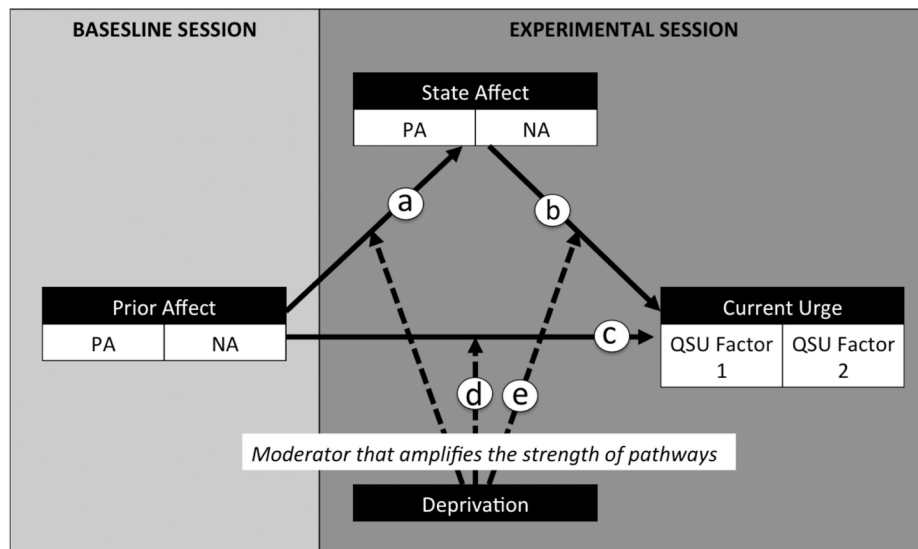 BASESLINE SESSION
EXPERIMENTAL SESSION
State Affect
PA
NA
a
b
Prior Affect
PA
NA
Current Urge
QSU Factor
1
QSU Factor
2
c
d
e
Moderator that amplifies the strength of pathways
Deprivation